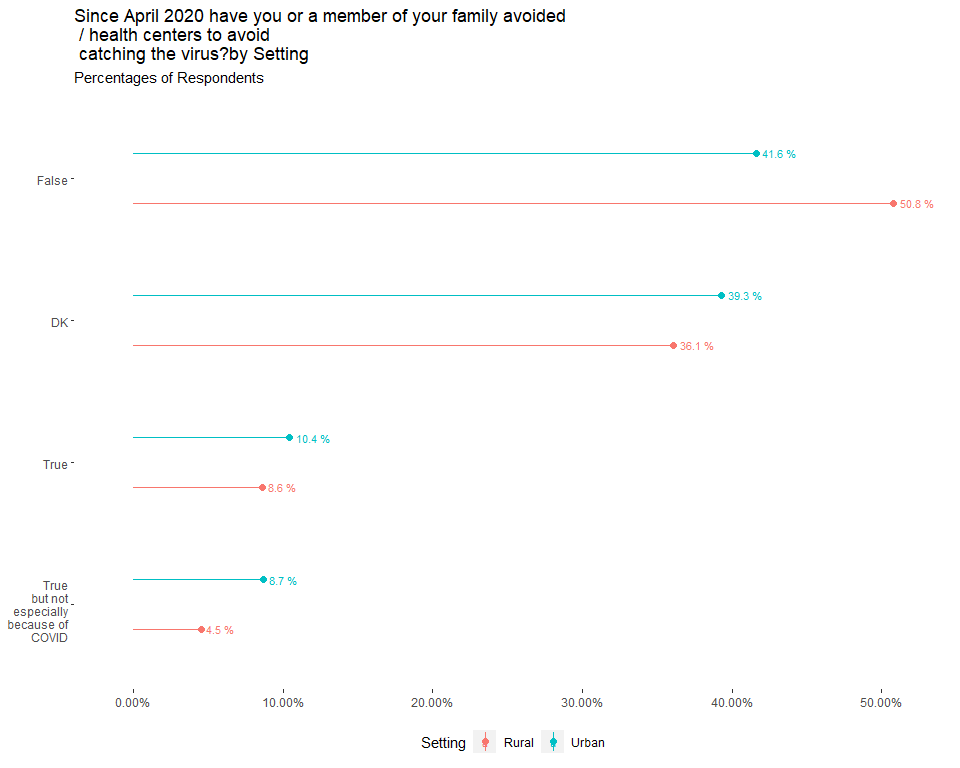 Since April 2020 have you or a member of your family avoided
/ health centers to avoid
catching the virus?by Setting
Percentages of Respondents
41.6 %
False
50.8 %
39.3 %
DK
36.1 %
10.4 %
True
8.6 %
8.7 %
True
but not
especially
because of
COVID
4.5 %
0.00% 10.00% 20.00% 30.00% 40.00% 50.00%
Setting Rural Urban